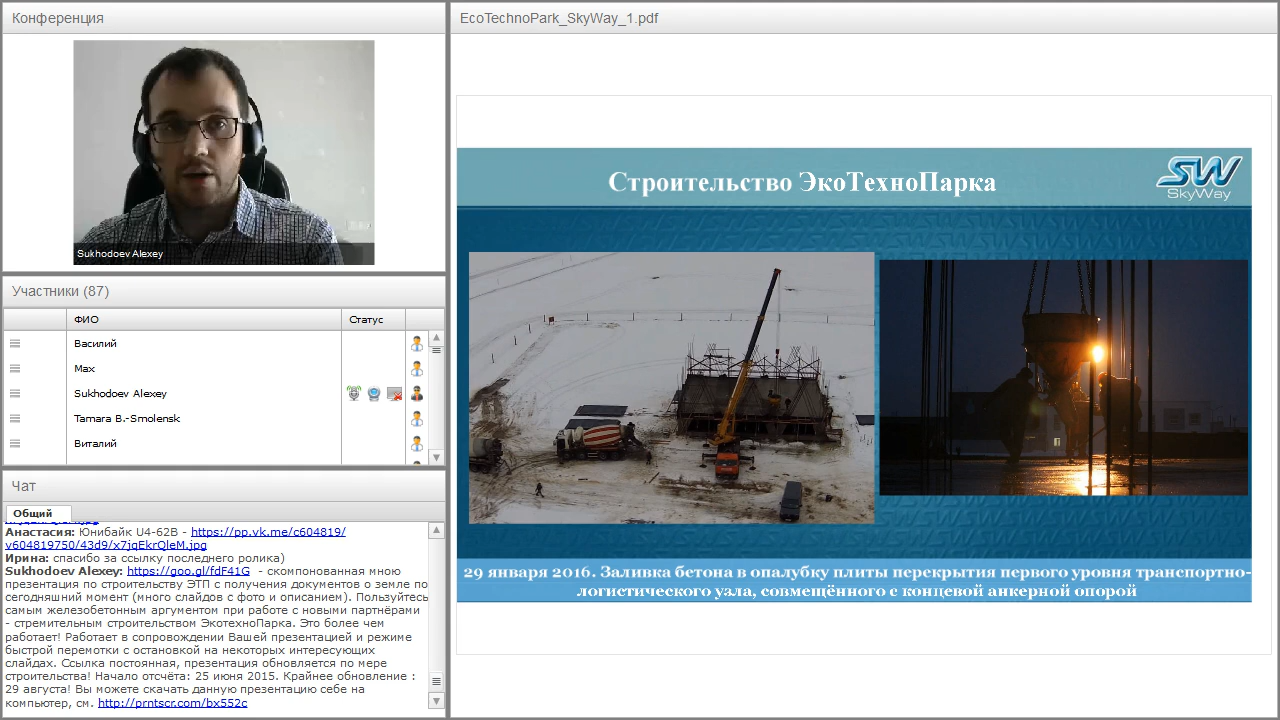 Конференция
Sukhodoev Alexey
Участники (87)
ФИО
Статус
Василий
Max
Sukhodoev Alexey
Tamara B.-Smolensk
Виталий
Чат
Общий
Анастасия: Юнибайк U4-62B - https://pp.vk.me/c604819/
v604819750/43d9/x7jqEkrQleM.jpg
Ирина: спасибо за ссылку последнего ролика)
Sukhodoev Alexey: https://goo.gl/fdF41G - скомпонованная мною
презентация по строительству ЭТП с получения документов о земле по
сегодняшний момент (много слайдов с фото и описанием). Пользуйтесь
самым железобетонным аргументом при работе с новыми партнёрами
- стремительным строительством ЭкотехноПарка. Это более чем
работает! Работает в сопровождении Вашей презентацией и режиме
быстрой перемотки с остановкой на некоторых интересующих
слайдах. Ссылка постоянная, презентация обновляется по мере
строительства! Начало отсчёта: 25 июня 2015. Крайнее обновление :
29 августа! Вы можете скачать данную презентацию себе на
компьютер, см. http://prntscr.com/bx552c
EcoTechnoPark_SkyWay_1.pdf
Строительство ЭкоТехноПарка
SW
SkyWay
29 января 2016. Заливка бетона в опалубку плиты перекрытия первого уровня транспортно-
логистического узла, совмещённого с концевой анкерной опорой